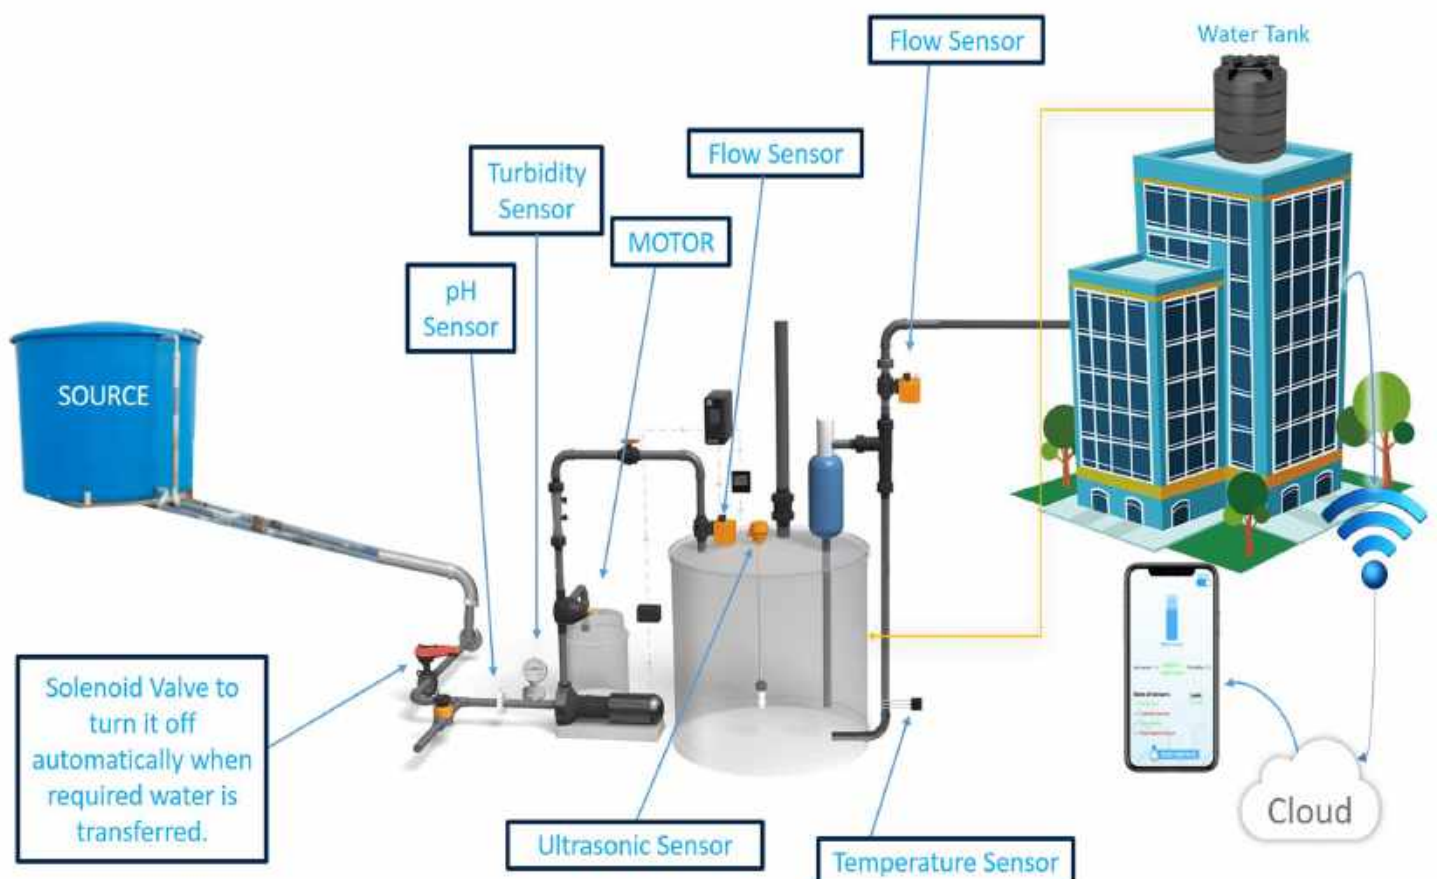 Flow Sensor
Water Tank
Flow Sensor
Turbidity
Sensor
MOTOR
pH
Sensor
SOURCE
Solenoid Valve to
turn it off
automatically when
required water is
transferred.
Ultrasonic Sensor
Temperature Sensor
Cloud